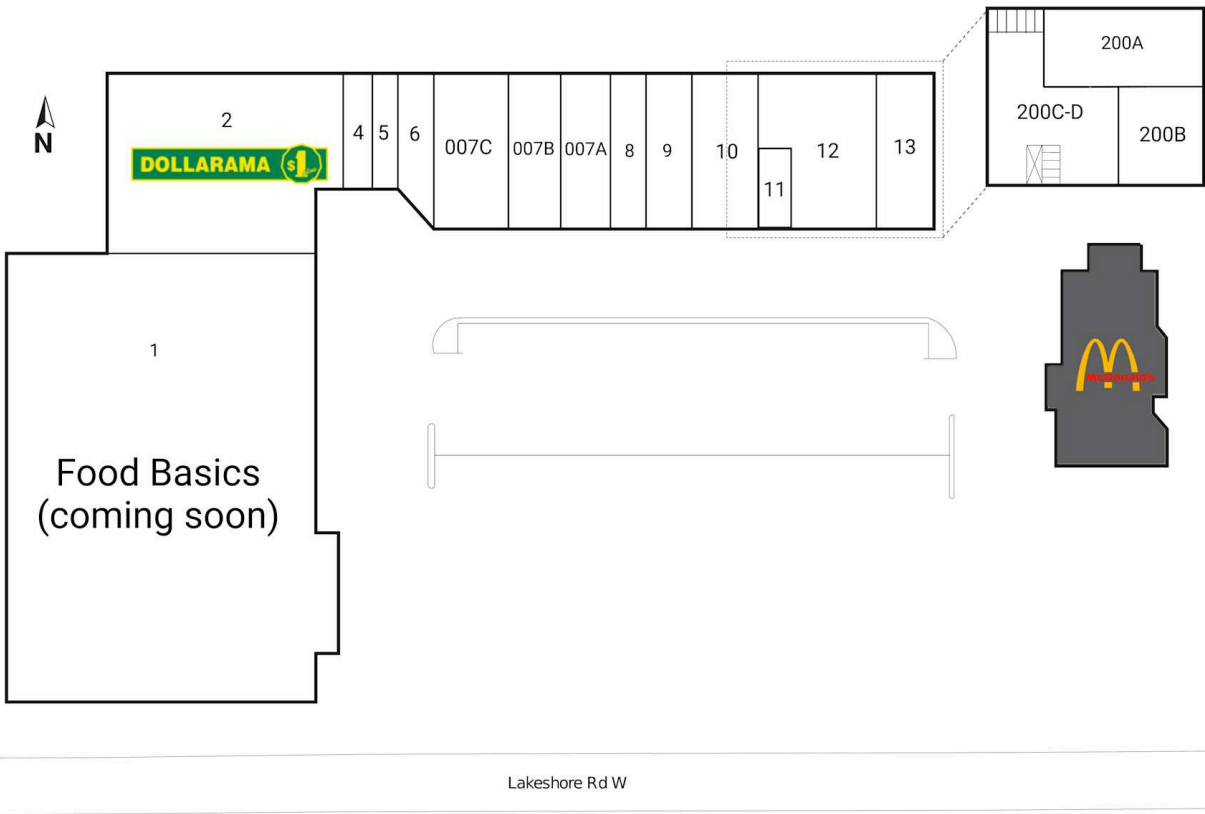 200A
200C-D
200B
N
2
DOLLARAMA $1
4
5
6
007C
007B
007A
8
9
10
11
12
13
1
McDonald's
Food Basics
(coming soon)
Lakeshore Rd W